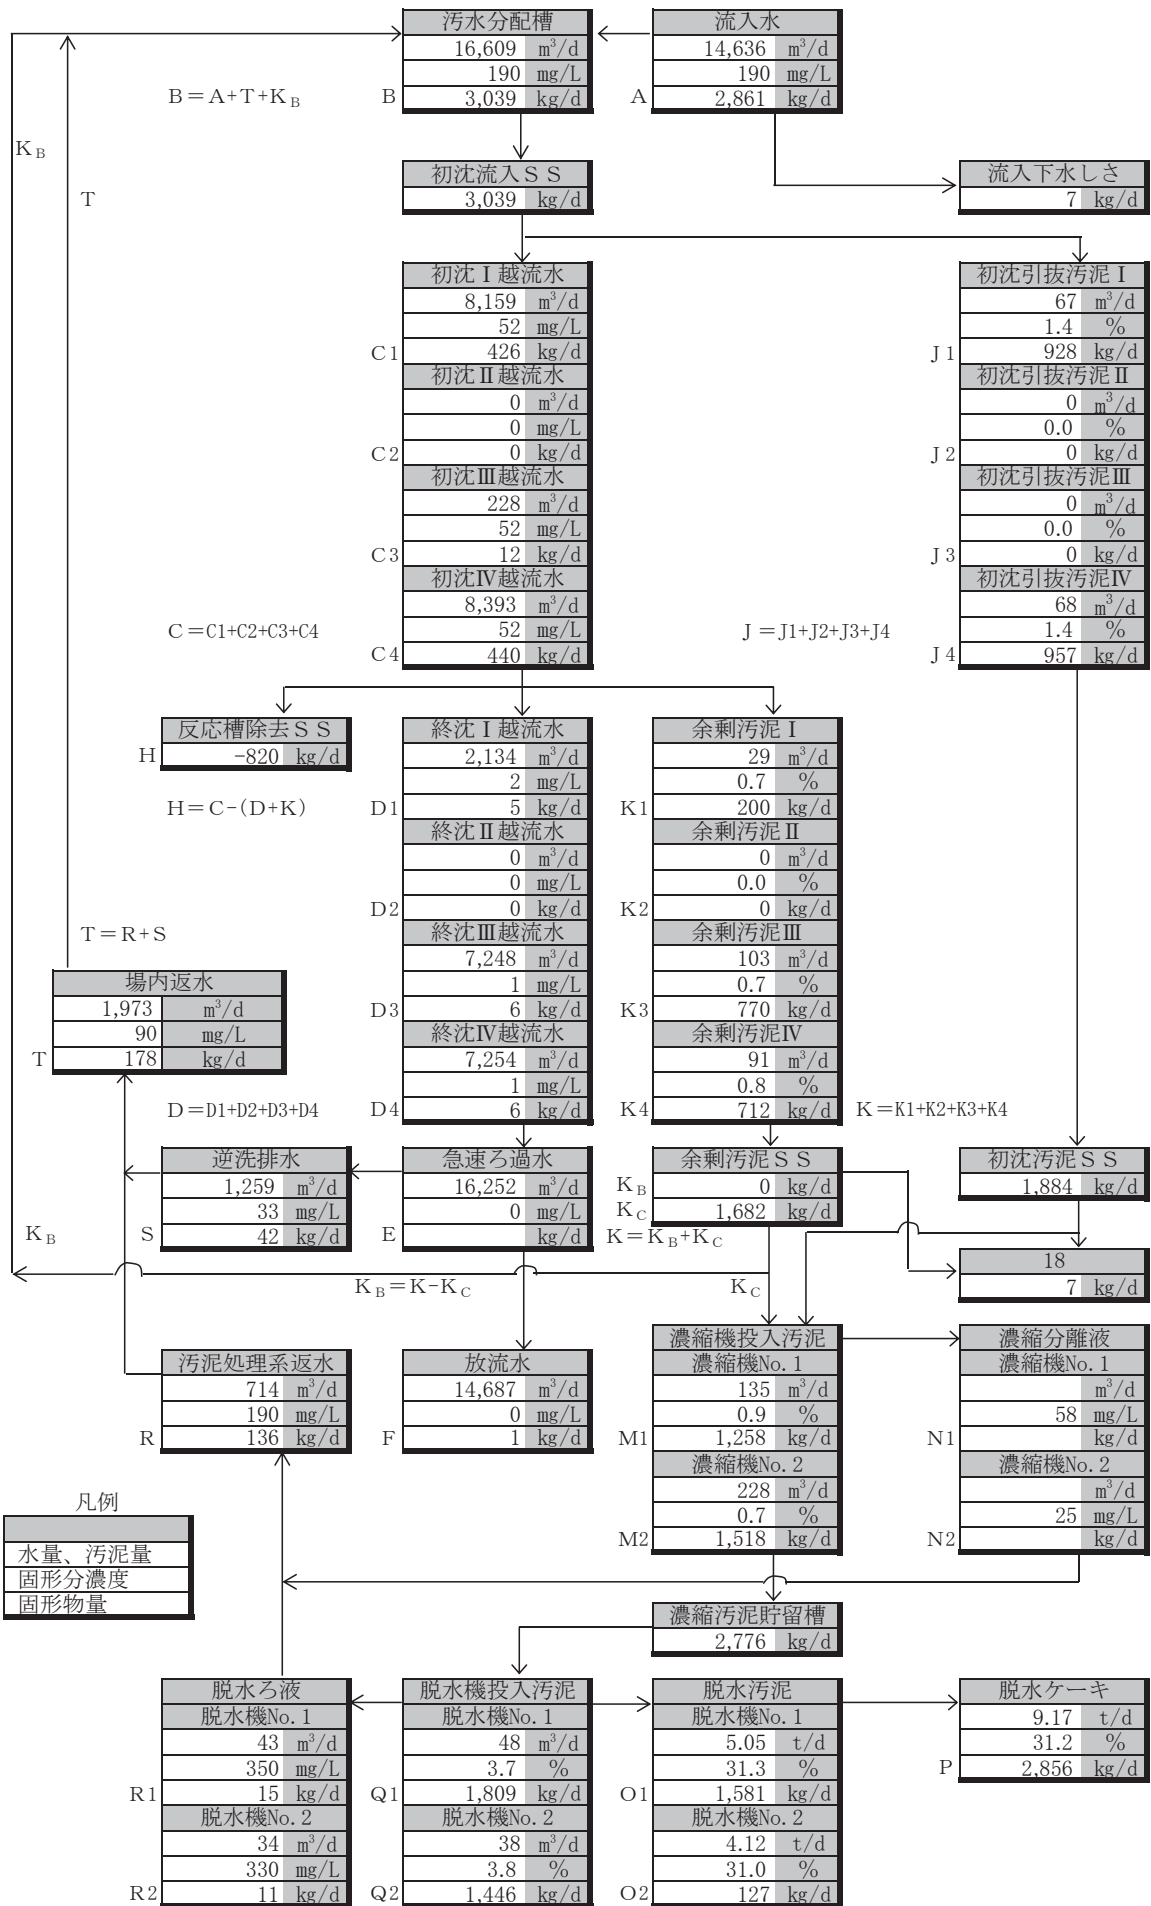 汚水分配槽
16,609 m³/d
190 mg/L
B 3,039 kg/d
流入水
14,636 m³/d
190 mg/L
A 2,861 kg/d
B＝A+T+K_B
K_B
T
初沈流入ＳＳ
3,039 kg/d
流入下水しさ
7 kg/d
初沈Ⅰ越流水
8,159 m³/d
52 mg/L
C1 426 kg/d
初沈Ⅱ越流水
0 m³/d
0 mg/L
C2 0 kg/d
初沈Ⅲ越流水
228 m³/d
52 mg/L
C3 12 kg/d
初沈Ⅳ越流水
8,393 m³/d
52 mg/L
C4 440 kg/d
C＝C1+C2+C3+C4
初沈引抜汚泥Ⅰ
67 m³/d
1.4 %
J1 928 kg/d
初沈引抜汚泥Ⅱ
0 m³/d
0.0 %
J2 0 kg/d
初沈引抜汚泥Ⅲ
0 m³/d
0.0 %
J3 0 kg/d
初沈引抜汚泥Ⅳ
68 m³/d
1.4 %
J4 957 kg/d
J＝J1+J2+J3+J4
反応槽除去ＳＳ
H -820 kg/d
H＝C-(D+K)
終沈Ⅰ越流水
2,134 m³/d
2 mg/L
D1 5 kg/d
終沈Ⅱ越流水
0 m³/d
0 mg/L
D2 0 kg/d
終沈Ⅲ越流水
7,248 m³/d
1 mg/L
D3 6 kg/d
終沈Ⅳ越流水
7,254 m³/d
1 mg/L
D4 6 kg/d
D＝D1+D2+D3+D4
余剰汚泥Ⅰ
29 m³/d
0.7 %
K1 200 kg/d
余剰汚泥Ⅱ
0 m³/d
0.0 %
K2 0 kg/d
余剰汚泥Ⅲ
103 m³/d
0.7 %
K3 770 kg/d
余剰汚泥Ⅳ
91 m³/d
0.8 %
K4 712 kg/d
K＝K1+K2+K3+K4
T＝R+S
場内返水
1,973 m³/d
90 mg/L
T 178 kg/d
逆洗排水
1,259 m³/d
33 mg/L
S 42 kg/d
急速ろ過水
16,252 m³/d
0 mg/L
E kg/d
余剰汚泥ＳＳ
K_B 0 kg/d
K_C 1,682 kg/d
K＝K_B+K_C
初沈汚泥ＳＳ
1,884 kg/d
18
7 kg/d
K_B
K_B＝K-K_C
K_C
汚泥処理系返水
714 m³/d
190 mg/L
R 136 kg/d
放流水
14,687 m³/d
0 mg/L
F 1 kg/d
濃縮機投入汚泥
濃縮機No.1
135 m³/d
0.9 %
M1 1,258 kg/d
濃縮機No.2
228 m³/d
0.7 %
M2 1,518 kg/d
濃縮分離液
濃縮機No.1
m³/d
58 mg/L
N1 kg/d
濃縮機No.2
m³/d
25 mg/L
N2 kg/d
凡例
水量、汚泥量
固形分濃度
固形物量
濃縮汚泥貯留槽
2,776 kg/d
脱水ろ液
脱水機No.1
43 m³/d
350 mg/L
R1 15 kg/d
脱水機No.2
34 m³/d
330 mg/L
R2 11 kg/d
脱水機投入汚泥
脱水機No.1
48 m³/d
3.7 %
Q1 1,809 kg/d
脱水機No.2
38 m³/d
3.8 %
Q2 1,446 kg/d
脱水汚泥
脱水機No.1
5.05 t/d
31.3 %
O1 1,581 kg/d
脱水機No.2
4.12 t/d
31.0 %
O2 127 kg/d
脱水ケーキ
9.17 t/d
31.2 %
P 2,856 kg/d